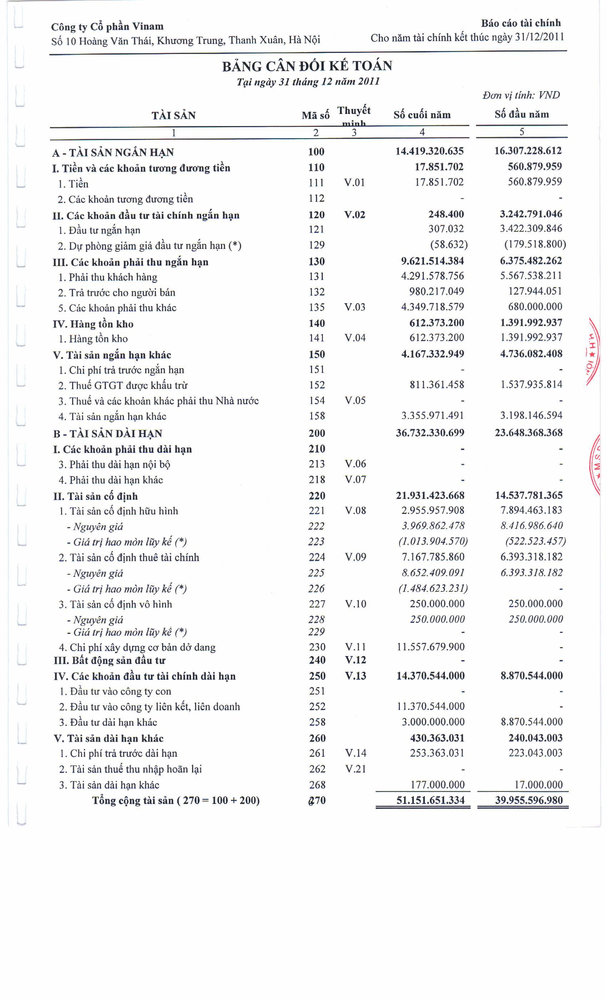 Công ty Cổ phần Vinam
Báo cáo tài chính
Số 10 Hoàng Văn Thái, Khương Trung, Thanh Xuân, Hà Nội
Cho năm tài chính kết thúc ngày 31/12/2011
BẢNG CÂN ĐỐI KẾ TOÁN
Tại ngày 31 tháng 12 năm 2011
Đơn vị tính: VND
TÀI SẢN Mã số Thuyết minh Số cuối năm Số đầu năm
1 2 3 4 5
A - TÀI SẢN NGẮN HẠN 100 14.419.320.635 16.307.228.612
I. Tiền và các khoản tương đương tiền 110 17.851.702 560.879.959
1. Tiền 111 V.01 17.851.702 560.879.959
2. Các khoản tương đương tiền 112 - -
II. Các khoản đầu tư tài chính ngắn hạn 120 V.02 248.400 3.242.791.046
1. Đầu tư ngắn hạn 121 307.032 3.422.309.846
2. Dự phòng giảm giá đầu tư ngắn hạn (*) 129 (58.632) (179.518.800)
III. Các khoản phải thu ngắn hạn 130 9.621.514.384 6.375.482.262
1. Phải thu khách hàng 131 4.291.578.756 5.567.538.211
2. Trả trước cho người bán 132 980.217.049 127.944.051
5. Các khoản phải thu khác 135 V.03 4.349.718.579 680.000.000
IV. Hàng tồn kho 140 612.373.200 1.391.992.937
1. Hàng tồn kho 141 V.04 612.373.200 1.391.992.937
V. Tài sản ngắn hạn khác 150 4.167.332.949 4.736.082.408
1. Chi phí trả trước ngắn hạn 151 - -
2. Thuế GTGT được khấu trừ 152 811.361.458 1.537.935.814
3. Thuế và các khoản khác phải thu Nhà nước 154 V.05 - -
4. Tài sản ngắn hạn khác 158 3.355.971.491 3.198.146.594
B - TÀI SẢN DÀI HẠN 200 36.732.330.699 23.648.368.368
I. Các khoản phải thu dài hạn 210 - -
3. Phải thu dài hạn nội bộ 213 V.06 - -
4. Phải thu dài hạn khác 218 V.07 - -
II. Tài sản cố định 220 21.931.423.668 14.537.781.365
1. Tài sản cố định hữu hình 221 V.08 2.955.957.908 7.894.463.183
- Nguyên giá 222 3.969.862.478 8.416.986.640
- Giá trị hao mòn lũy kế (*) 223 (1.013.904.570) (522.523.457)
2. Tài sản cố định thuê tài chính 224 V.09 7.167.785.860 6.393.318.182
- Nguyên giá 225 8.652.409.091 6.393.318.182
- Giá trị hao mòn lũy kế (*) 226 (1.484.623.231) -
3. Tài sản cố định vô hình 227 V.10 250.000.000 250.000.000
- Nguyên giá 228 250.000.000 250.000.000
- Giá trị hao mòn lũy kế (*) 229 - -
4. Chi phí xây dựng cơ bản dở dang 230 V.11 11.557.679.900 -
III. Bất động sản đầu tư 240 V.12 - -
IV. Các khoản đầu tư tài chính dài hạn 250 V.13 14.370.544.000 8.870.544.000
1. Đầu tư vào công ty con 251 - -
2. Đầu tư vào công ty liên kết, liên doanh 252 11.370.544.000 -
3. Đầu tư dài hạn khác 258 3.000.000.000 8.870.544.000
V. Tài sản dài hạn khác 260 430.363.031 240.043.003
1. Chi phí trả trước dài hạn 261 V.14 253.363.031 223.043.003
2. Tài sản thuế thu nhập hoãn lại 262 V.21 - -
3. Tài sản dài hạn khác 268 177.000.000 17.000.000
Tổng cộng tài sản ( 270 = 100 + 200) 270 51.151.651.334 39.955.596.980